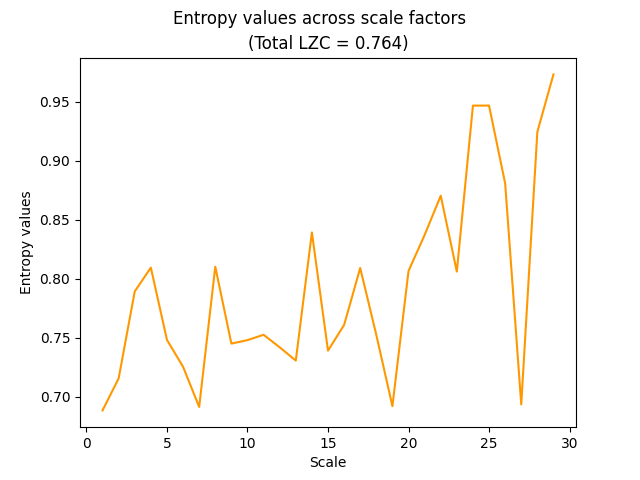 Entropy values across scale factors
(Total LZC = 0.764)
0.95
0.90
0.85
0.80
0.75
0.70
Entropy values
0 5 10 15 20 25 30
Scale